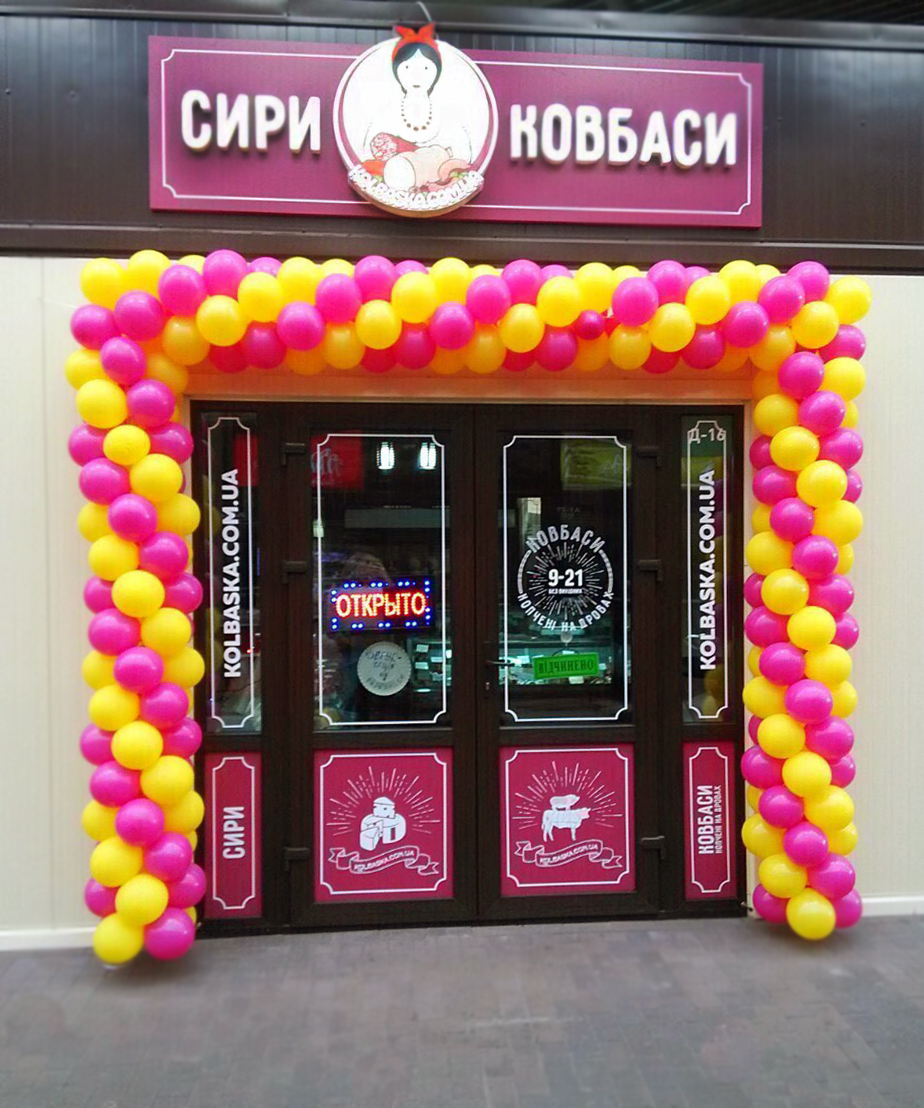 СИРИ
КОВБАСИ
Д-16
KOLBASKA.COM.UA
ОТКРЫТО
КОВБАСИ
9-21
БЕЗ ВИХІДНИХ
КОПЧЕНІ НА ДРОВАХ
ВІДЧИНЕНО
KOLBASKA.COM.UA
СИРИ
KOLBASKA.COM.UA
KOLBASKA.COM.UA
КОВБАСИ
КОПЧЕНІ НА ДРОВАХ